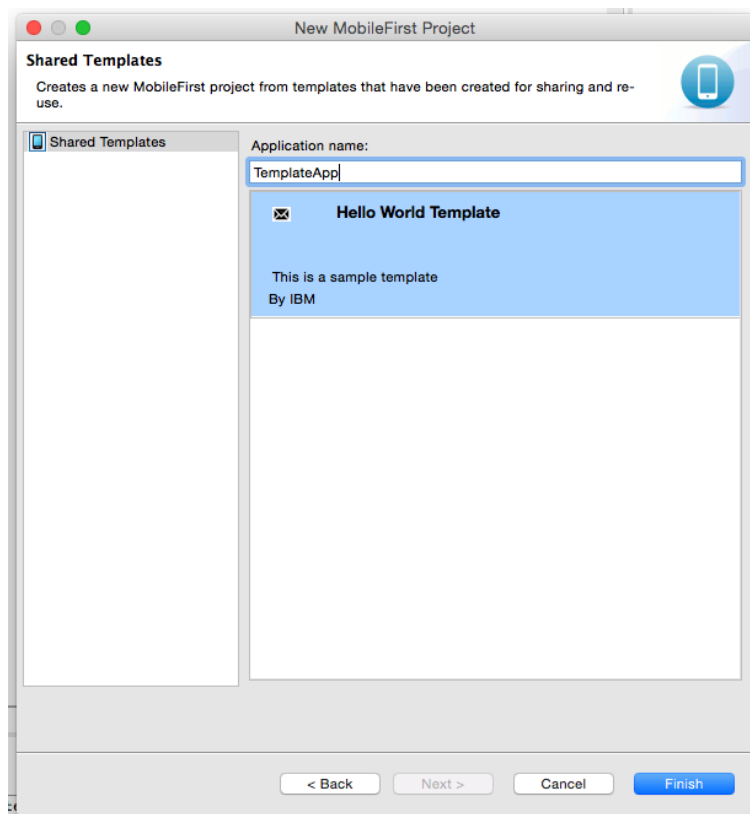 New MobileFirst Project
Shared Templates
Creates a new MobileFirst project from templates that have been created for sharing and re-
use.
Shared Templates
Application name:
TemplateApp
Hello World Template
This is a sample template
By IBM
< Back
Next >
Cancel
Finish